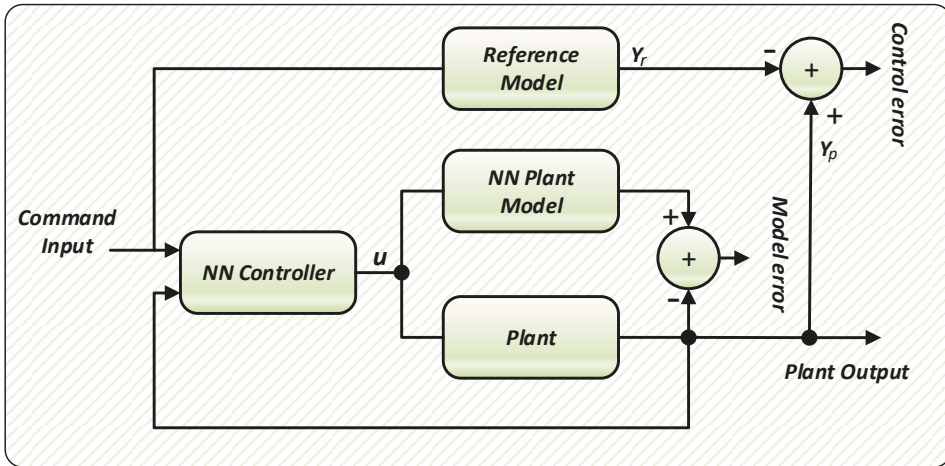 Reference
Model
Yr
-
+
Control error
+
Yp
NN Plant
Model
Command
Input
NN Controller
u
+
+
-
Model error
Plant
Plant Output